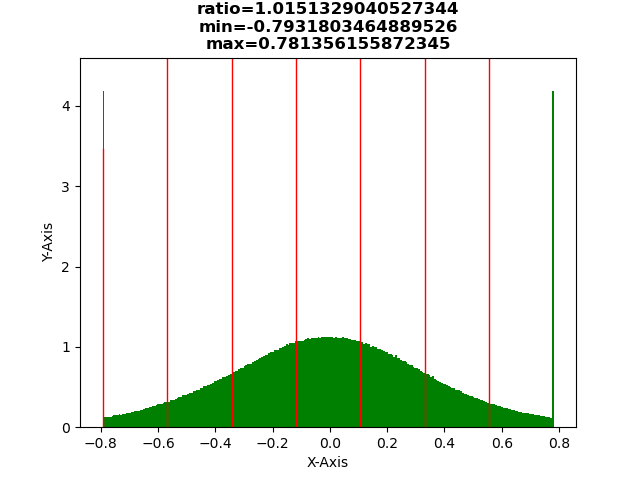 ratio=1.0151329040527344
min=-0.7931803464889526
max=0.781356155872345
4
3
2
1
0
Y-Axis
−0.8 −0.6 −0.4 −0.2 0.0 0.2 0.4 0.6 0.8
X-Axis